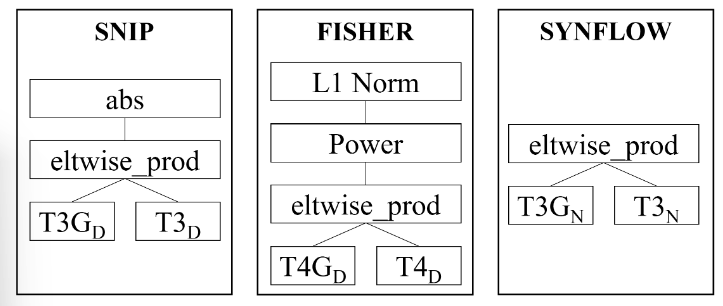 SNIP
abs
eltwise_prod
T3G_D T3_D
FISHER
L1 Norm
Power
eltwise_prod
T4G_D T4_D
SYNFLOW
eltwise_prod
T3G_N T3_N